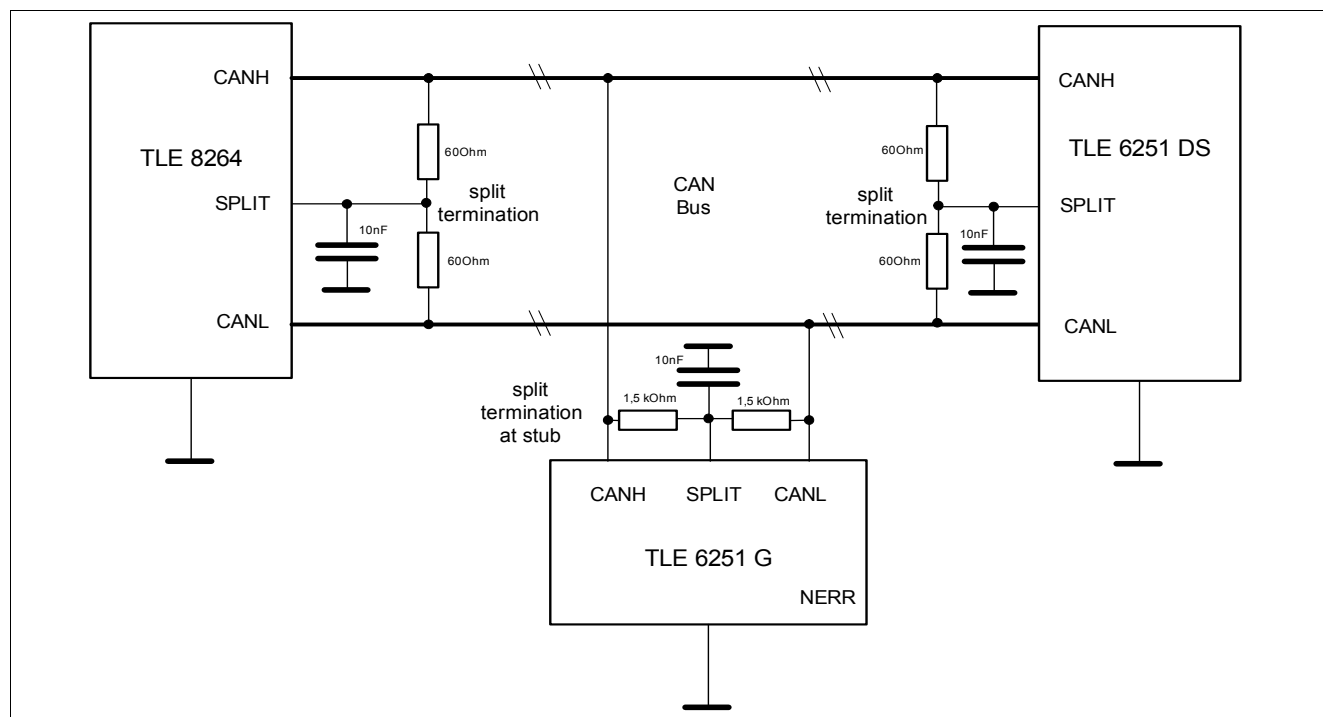 CANH
TLE 8264
SPLIT
CANL
60Ohm
split
termination
10nF
60Ohm
CAN
Bus
60Ohm
split
termination
10nF
60Ohm
CANH
TLE 6251 DS
SPLIT
CANL
split
termination
at stub
10nF
1,5 kOhm
1,5 kOhm
CANH
SPLIT
CANL
TLE 6251 G
NERR